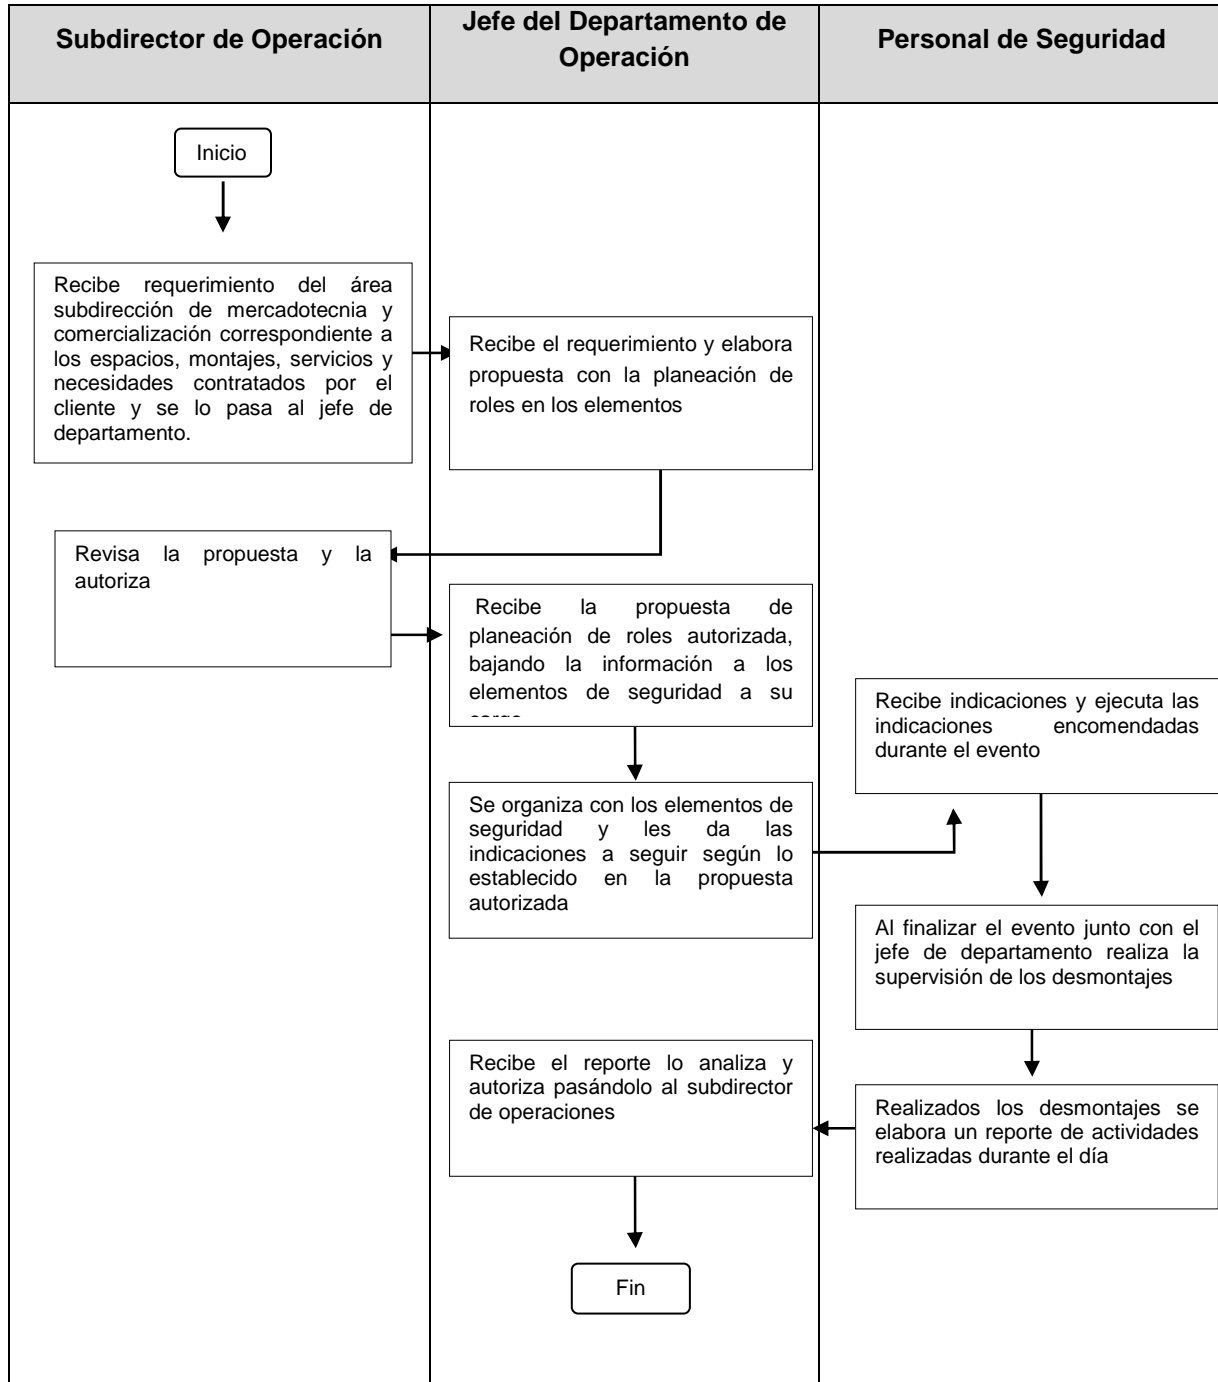 Subdirector de Operación
Jefe del Departamento de
Operación
Personal de Seguridad
Inicio
Recibe requerimiento del área
subdirección de mercadotecnia y
comercialización correspondiente a
los espacios, montajes, servicios y
necesidades contratados por el
cliente y se lo pasa al jefe de
departamento.
Recibe el requerimiento y elabora
propuesta con la planeación de
roles en los elementos
Revisa la propuesta y la
autoriza
Recibe la propuesta de
planeación de roles autorizada,
bajando la información a los
elementos de seguridad a su
Se organiza con los elementos de
seguridad y les da las
indicaciones a seguir según lo
establecido en la propuesta
autorizada
Recibe indicaciones y ejecuta las
indicaciones encomendadas
durante el evento
Al finalizar el evento junto con el
jefe de departamento realiza la
supervisión de los desmontajes
Realizados los desmontajes se
elabora un reporte de actividades
realizadas durante el día
Recibe el reporte lo analiza y
autoriza pasándolo al subdirector
de operaciones
Fin